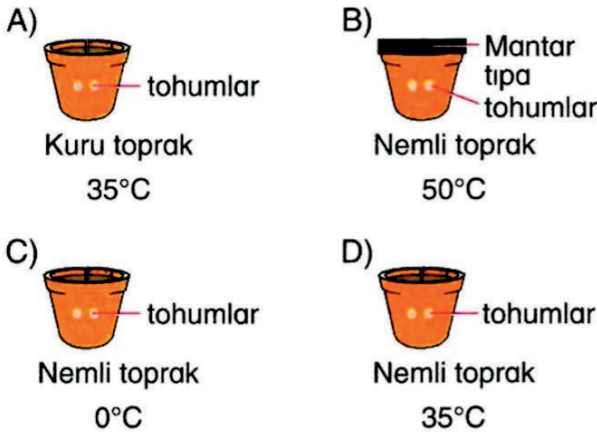 A)
tohumlar
Kuru toprak
35°C
B)
Mantar
tıpa
tohumlar
Nemli toprak
50°C
C)
tohumlar
Nemli toprak
0°C
D)
tohumlar
Nemli toprak
35°C